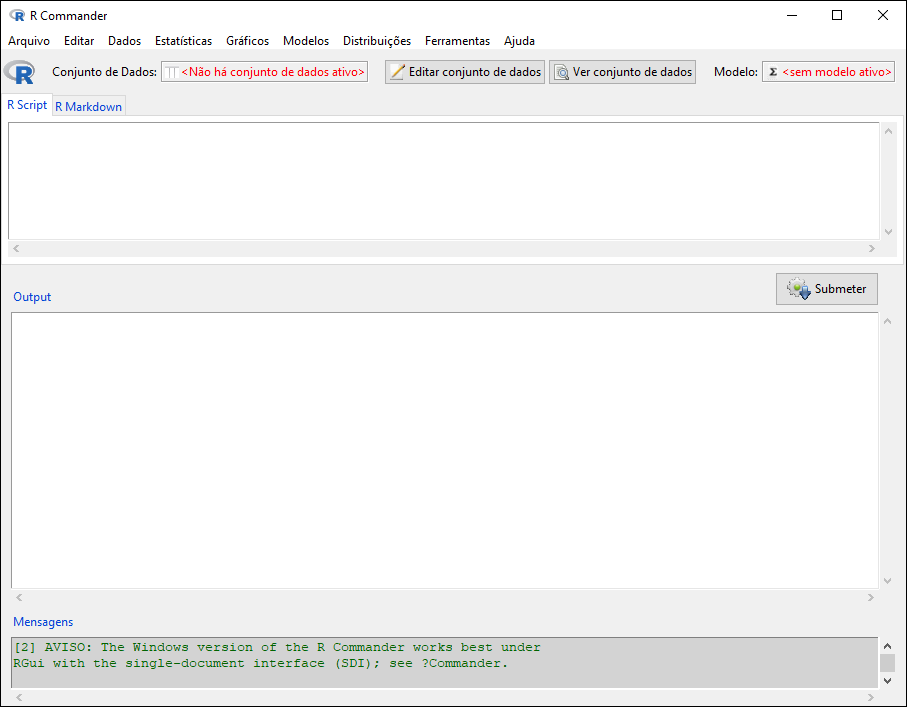 R Commander
Arquivo Editar Dados Estatísticas Gráficos Modelos Distribuições Ferramentas Ajuda
R Conjunto de Dados: <Não há conjunto de dados ativo> Editar conjunto de dados Ver conjunto de dados Modelo: Σ <sem modelo ativo>
R Script R Markdown
Submeter
Output
Mensagens
[2] AVISO: The Windows version of the R Commander works best under
RGui with the single-document interface (SDI); see ?Commander.